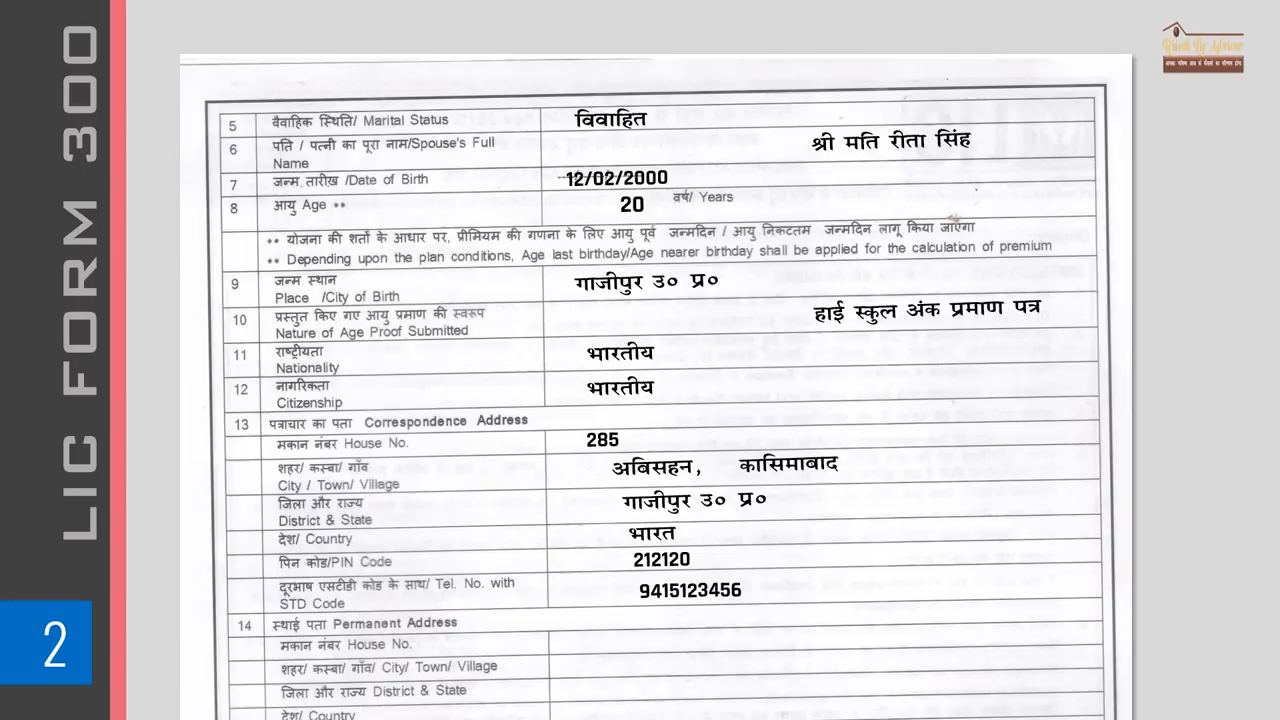 LIC FORM 300
2
आपका भविष्य आज के फैसलों का परिणाम होगा
5 वैवाहिक स्थिति/ Marital Status विवाहित
6 पति / पत्नी का पूरा नाम/Spouse's Full Name श्री मति रीता सिंह
7 जन्म तारीख /Date of Birth 12/02/2000
8 आयु Age ** 20 वर्ष/ Years
** योजना की शर्तों के आधार पर, प्रीमियम की गणना के लिए आयु पूर्व जन्मदिन / आयु निकटतम जन्मदिन लागू किया जाएगा
** Depending upon the plan conditions, Age last birthday/Age nearer birthday shall be applied for the calculation of premium
9 जन्म स्थान
Place /City of Birth गाजीपुर उ० प्र०
10 प्रस्तुत किए गए आयु प्रमाण की स्वरूप
Nature of Age Proof Submitted हाई स्कुल अंक प्रमाण पत्र
11 राष्ट्रीयता
Nationality भारतीय
12 नागरिकता
Citizenship भारतीय
13 पत्राचार का पता Correspondence Address
मकान नंबर House No. 285
शहर/ कस्बा/ गाँव
City / Town/ Village अबिसहन, कासिमाबाद
जिला और राज्य
District & State गाजीपुर उ० प्र०
देश/ Country भारत
पिन कोड/PIN Code 212120
दूरभाष एसटीडी कोड के साथ/ Tel. No. with
STD Code 9415123456
14 स्थाई पता Permanent Address
मकान नंबर House No.
शहर/ कस्बा/ गाँव/ City/ Town/ Village
जिला और राज्य District & State
देश/ Country